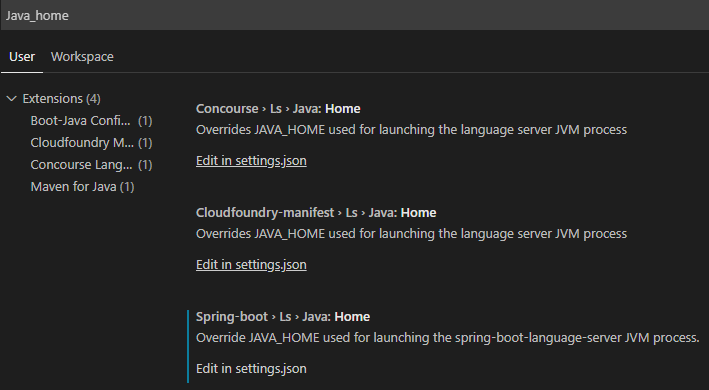 Java_home
User Workspace
Extensions (4)
Boot-Java Confi... (1)
Cloudfoundry M... (1)
Concourse Lang... (1)
Maven for Java (1)
Concourse › Ls › Java: Home
Overrides JAVA_HOME used for launching the language server JVM process
Edit in settings.json
Cloudfoundry-manifest › Ls › Java: Home
Overrides JAVA_HOME used for launching the language server JVM process
Edit in settings.json
Spring-boot › Ls › Java: Home
Override JAVA_HOME used for launching the spring-boot-language-server JVM process.
Edit in settings.json